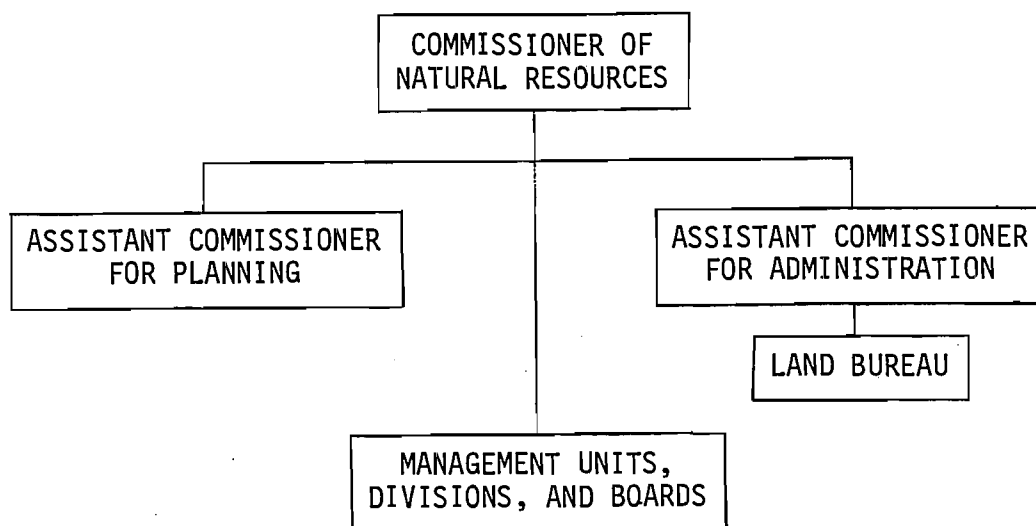 COMMISSIONER OF
NATURAL RESOURCES
ASSISTANT COMMISSIONER
FOR PLANNING
ASSISTANT COMMISSIONER
FOR ADMINISTRATION
LAND BUREAU
MANAGEMENT UNITS,
DIVISIONS, AND BOARDS